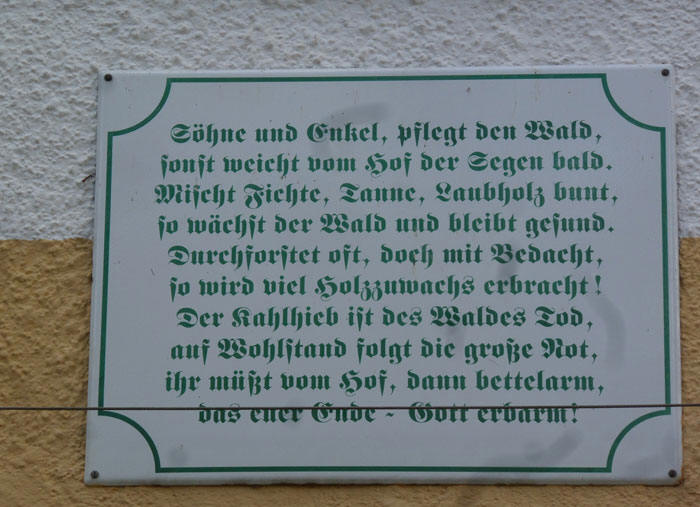 Söhne und Enkel, pflegt den Wald,
sonst weicht vom Hof der Segen bald.
Mischt Fichte, Tanne, Laubholz bunt,
so wächst der Wald und bleibt gesund.
Durchforstet oft, doch mit Bedacht,
so wird viel Holzzuwachs erbracht!
Der Kahlhieb ist des Waldes Tod,
auf Wohlstand folgt die große Not,
ihr müßt vom Hof, dann bettelarm,
das euer Ende - Gott erbarm!